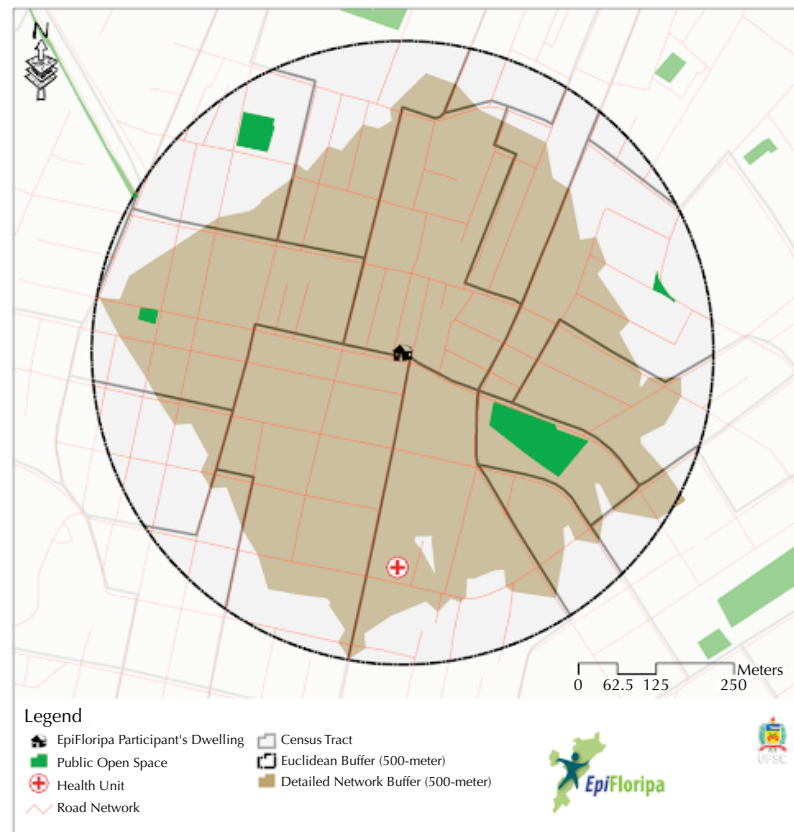 N
Meters
0 62.5 125 250
Legend
EpiFloripa Participant's Dwelling
Public Open Space
Health Unit
Road Network
Census Tract
Euclidean Buffer (500-meter)
Detailed Network Buffer (500-meter)
EpiFloripa
UFSC